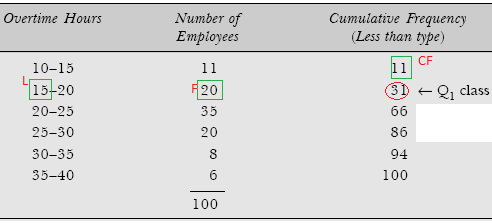 Overtime Hours Number of Employees Cumulative Frequency (Less than type)
10–15 11 11 CF
L 15–20 F 20 31 ← Q1 class
20–25 35 66
25–30 20 86
30–35 8 94
35–40 6 100
100